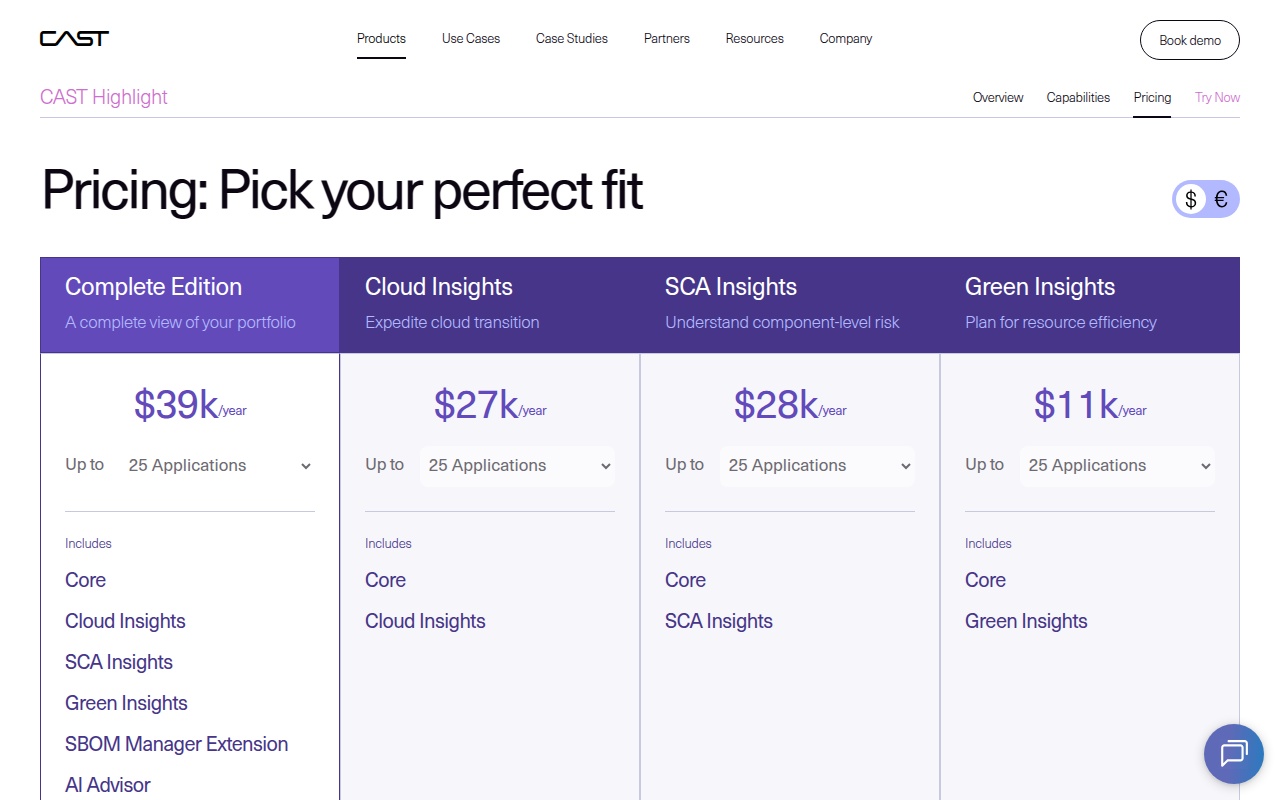 CAST
Products Use Cases Case Studies Partners Resources Company
Book demo
CAST Highlight
Overview Capabilities Pricing Try Now
Pricing: Pick your perfect fit
$ €
Complete Edition
A complete view of your portfolio
$39k/year
Up to 25 Applications
Includes
Core
Cloud Insights
SCA Insights
Green Insights
SBOM Manager Extension
AI Advisor
Cloud Insights
Expedite cloud transition
$27k/year
Up to 25 Applications
Includes
Core
Cloud Insights
SCA Insights
Understand component-level risk
$28k/year
Up to 25 Applications
Includes
Core
SCA Insights
Green Insights
Plan for resource efficiency
$11k/year
Up to 25 Applications
Includes
Core
Green Insights